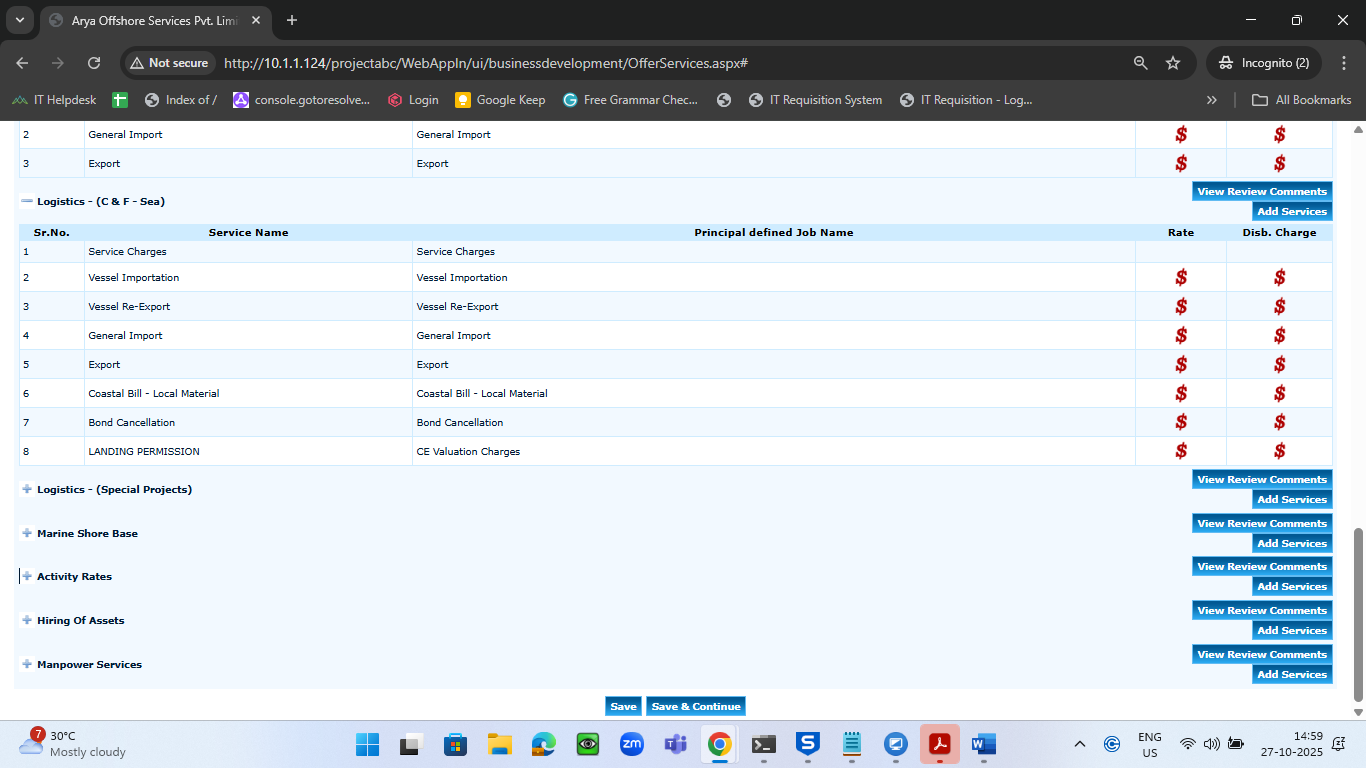 Arya Offshore Services Pvt. Limi
Not secure http://10.1.1.124/projectabc/WebAppIn/ui/businessdevelopment/OfferServices.aspx# Incognito (2)
IT Helpdesk Index of / console.gotoresolve... Login Google Keep Free Grammar Chec... IT Requisition System IT Requisition - Log... » All Bookmarks
2 General Import General Import $ $
3 Export Export $ $
Logistics - (C & F - Sea) View Review Comments
Add Services
Sr.No. Service Name Principal defined Job Name Rate Disb. Charge
1 Service Charges Service Charges
2 Vessel Importation Vessel Importation $ $
3 Vessel Re-Export Vessel Re-Export $ $
4 General Import General Import $ $
5 Export Export $ $
6 Coastal Bill - Local Material Coastal Bill - Local Material $ $
7 Bond Cancellation Bond Cancellation $ $
8 LANDING PERMISSION CE Valuation Charges $ $
Logistics - (Special Projects) View Review Comments
Add Services
Marine Shore Base View Review Comments
Add Services
Activity Rates View Review Comments
Add Services
Hiring Of Assets View Review Comments
Add Services
Manpower Services View Review Comments
Add Services
Save Save & Continue
7 30°C
Mostly cloudy
zm
ENG
US
14:59
27-10-2025